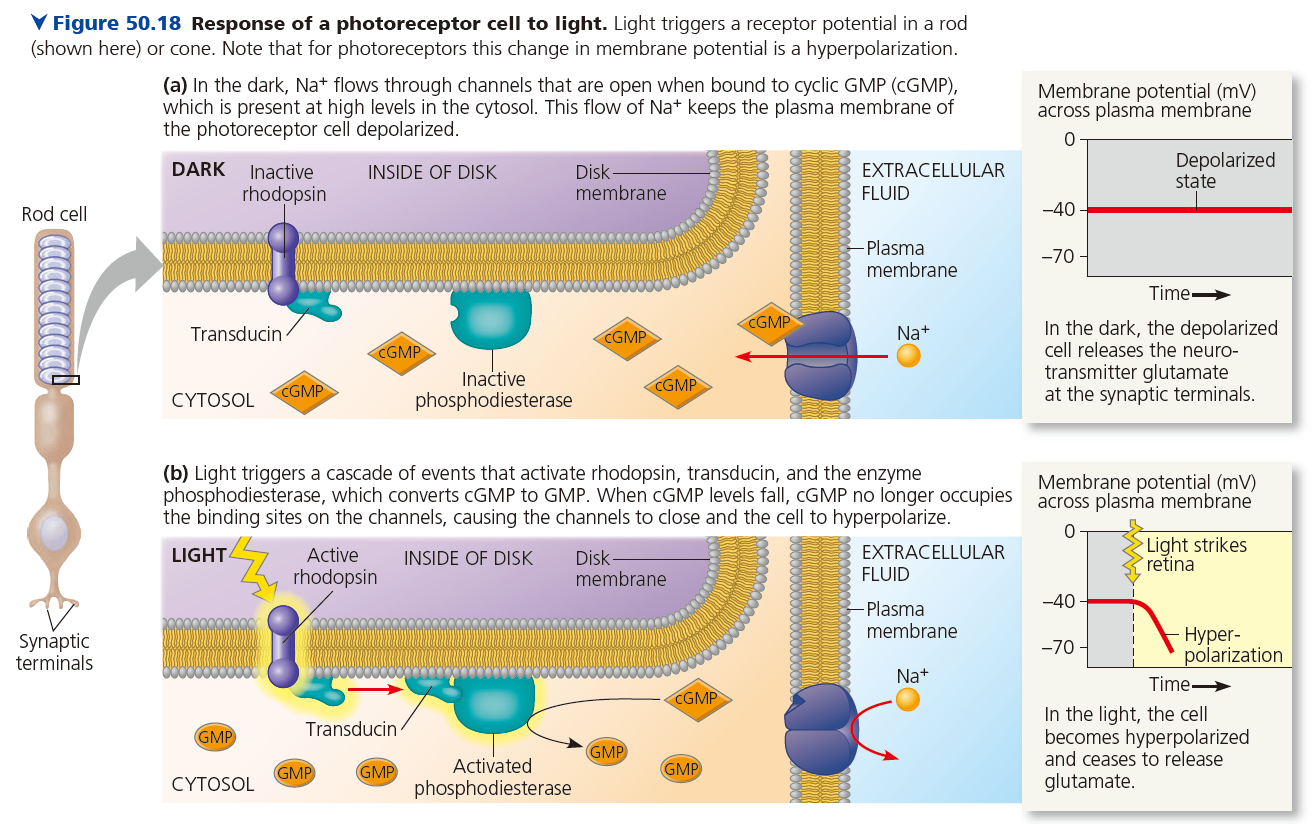 Figure 50.18 Response of a photoreceptor cell to light. Light triggers a receptor potential in a rod
(shown here) or cone. Note that for photoreceptors this change in membrane potential is a hyperpolarization.
(a) In the dark, Na+ flows through channels that are open when bound to cyclic GMP (cGMP),
which is present at high levels in the cytosol. This flow of Na+ keeps the plasma membrane of
the photoreceptor cell depolarized.
Rod cell
Synaptic
terminals
DARK
Inactive
rhodopsin
INSIDE OF DISK
Disk
membrane
EXTRACELLULAR
FLUID
Plasma
membrane
Transducin
cGMP
cGMP
cGMP
cGMP
cGMP
Na+
Inactive
phosphodiesterase
CYTOSOL
Membrane potential (mV)
across plasma membrane
0
Depolarized
state
–40
–70
Time
In the dark, the depolarized
cell releases the neuro-
transmitter glutamate
at the synaptic terminals.
(b) Light triggers a cascade of events that activate rhodopsin, transducin, and the enzyme
phosphodiesterase, which converts cGMP to GMP. When cGMP levels fall, cGMP no longer occupies
the binding sites on the channels, causing the channels to close and the cell to hyperpolarize.
LIGHT
Active
rhodopsin
INSIDE OF DISK
Disk
membrane
EXTRACELLULAR
FLUID
Plasma
membrane
Na+
cGMP
Transducin
GMP
GMP
GMP
GMP
GMP
Activated
phosphodiesterase
CYTOSOL
Membrane potential (mV)
across plasma membrane
0
Light strikes
retina
–40
–70
Hyper-
polarization
Time
In the light, the cell
becomes hyperpolarized
and ceases to release
glutamate.